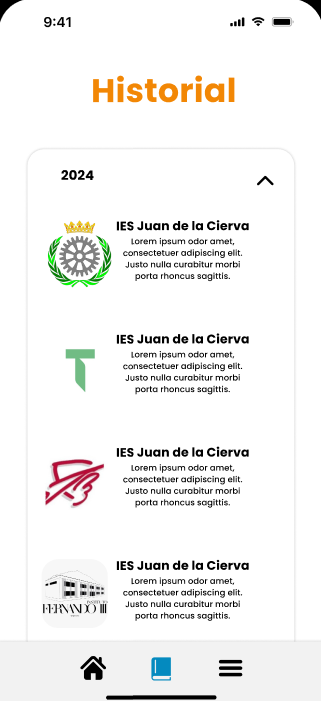 9:41
Historial
2024
IES Juan de la Cierva
Lorem ipsum odor amet,
consectetuer adipiscing elit.
Justo nulla curabitur morbi
porta rhoncus sagittis.
IES Juan de la Cierva
Lorem ipsum odor amet,
consectetuer adipiscing elit.
Justo nulla curabitur morbi
porta rhoncus sagittis.
IES Juan de la Cierva
Lorem ipsum odor amet,
consectetuer adipiscing elit.
Justo nulla curabitur morbi
porta rhoncus sagittis.
FERNANDO III
IES Juan de la Cierva
Lorem ipsum odor amet,
consectetuer adipiscing elit.
Justo nulla curabitur morbi
porta rhoncus sagittis.